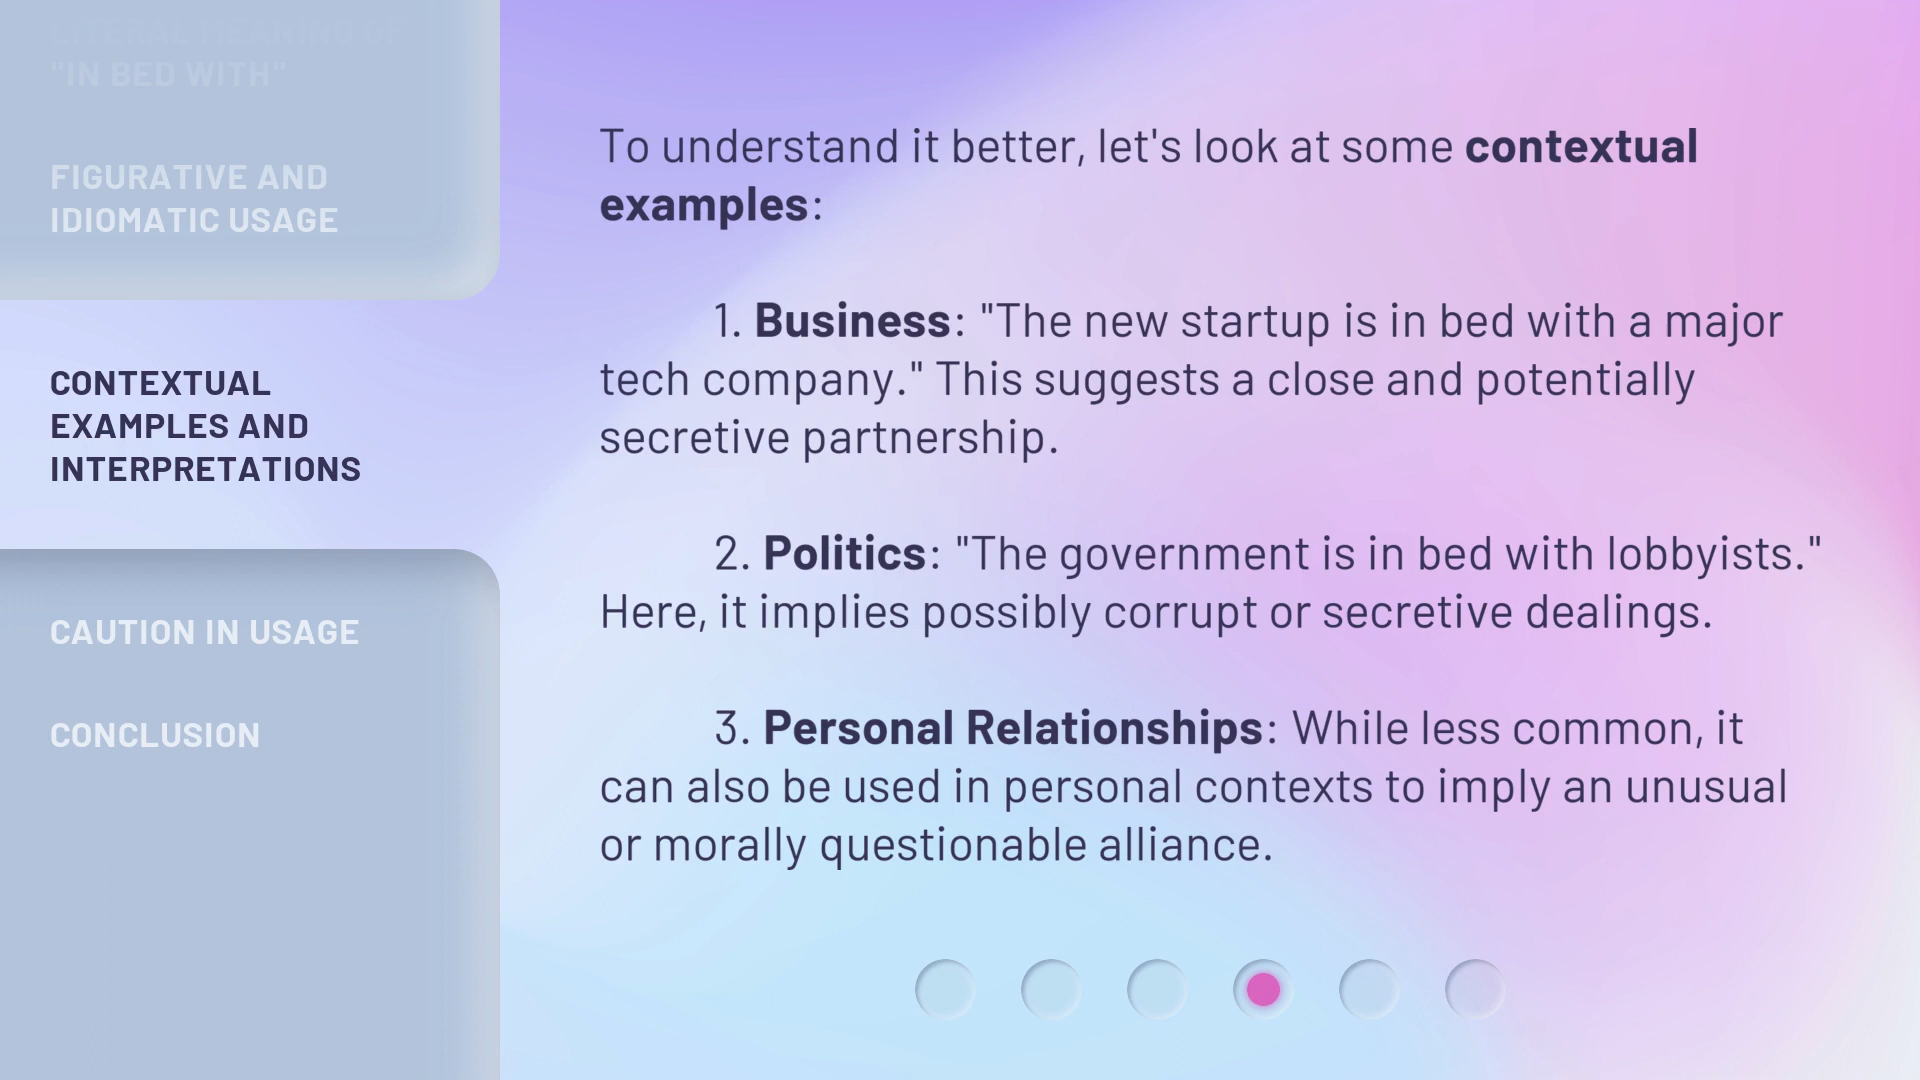 LITERAL MEANING OF
"IN BED WITH"
FIGURATIVE AND
IDIOMATIC USAGE
CONTEXTUAL
EXAMPLES AND
INTERPRETATIONS
CAUTION IN USAGE
CONCLUSION
To understand it better, let's look at some contextual
examples:
1. Business: "The new startup is in bed with a major
tech company." This suggests a close and potentially
secretive partnership.
2. Politics: "The government is in bed with lobbyists."
Here, it implies possibly corrupt or secretive dealings.
3. Personal Relationships: While less common, it
can also be used in personal contexts to imply an unusual
or morally questionable alliance.